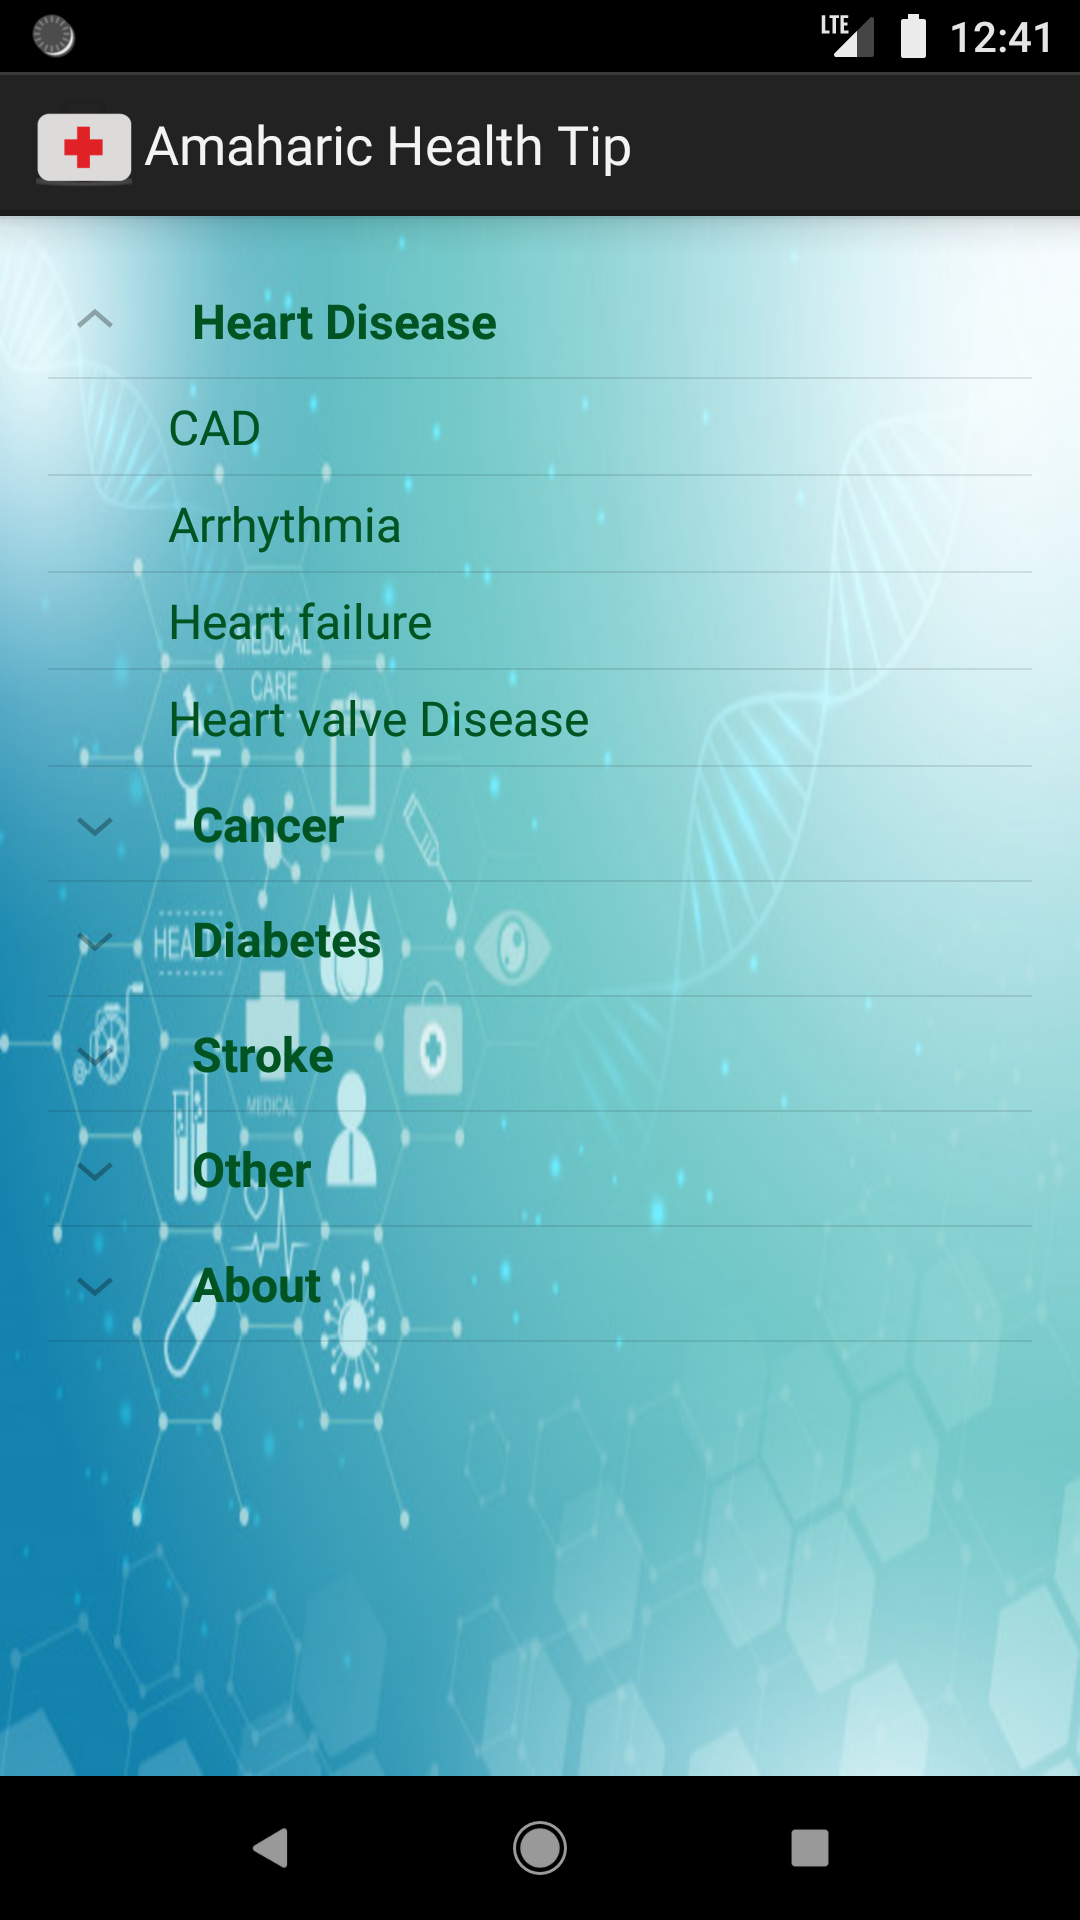 LTE 12:41
Amaharic Health Tip
Heart Disease
CAD
Arrhythmia
Heart failure
MEDICAL
CARE
Heart valve Disease
Cancer
Diabetes
Stroke
MEDICAL
Other
About